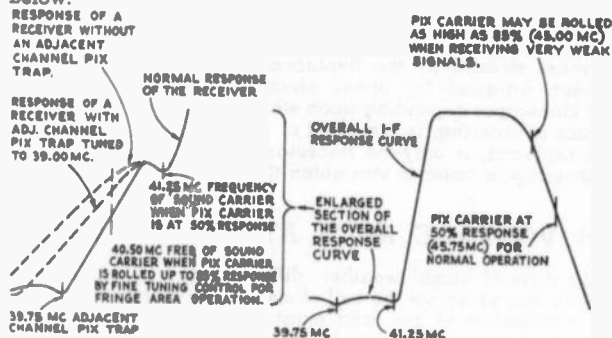 BELOW.
RESPONSE OF A
RECEIVER WITHOUT
AN ADJACENT
CHANNEL PIX
TRAP.
RESPONSE OF A
RECEIVER WITH
ADJ. CHANNEL
PIX TRAP TUNED
TO 39.00 MC.
NORMAL RESPONSE
OF THE RECEIVER
41.25 MC FREQUENCY
OF SOUND CARRIER
WHEN PIX CARRIER
IS AT 50% RESPONSE
40.50 MC FREQ OF SOUND
CARRIER WHEN PIX CARRIER
IS ROLLED UP TO 85% RESPONSE
BY FINE TUNING CONTROL FOR
FRINGE AREA OPERATION.
39.75 MC ADJACENT
CHANNEL PIX TRAP
OVERALL I-F
RESPONSE CURVE
ENLARGED
SECTION OF
THE OVERALL
RESPONSE
CURVE
39.75 MC
41.25 MC
PIX CARRIER MAY BE ROLLED
AS HIGH AS 85% (45.00 MC)
WHEN RECEIVING VERY WEAK
SIGNALS.
PIX CARRIER AT
50% RESPONSE
(45.75 MC) FOR
NORMAL OPERATION